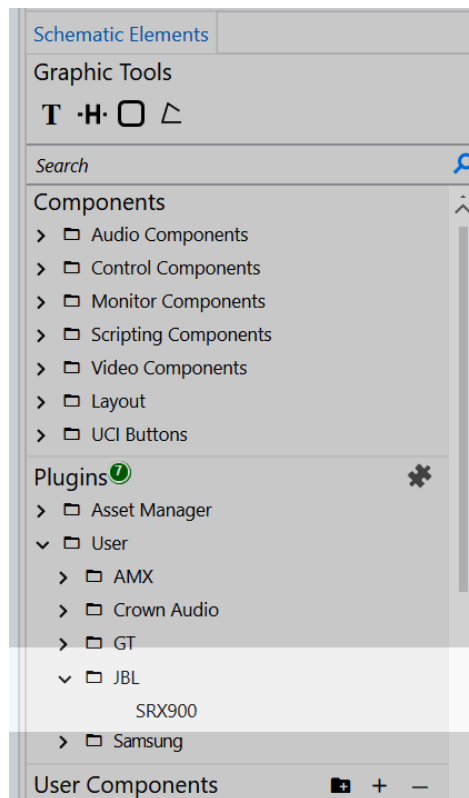 Schematic Elements
Graphic Tools
T ·H·
Search
Components
Audio Components
Control Components
Monitor Components
Scripting Components
Video Components
Layout
UCI Buttons
Plugins 7
Asset Manager
User
AMX
Crown Audio
GT
JBL
SRX900
Samsung
User Components